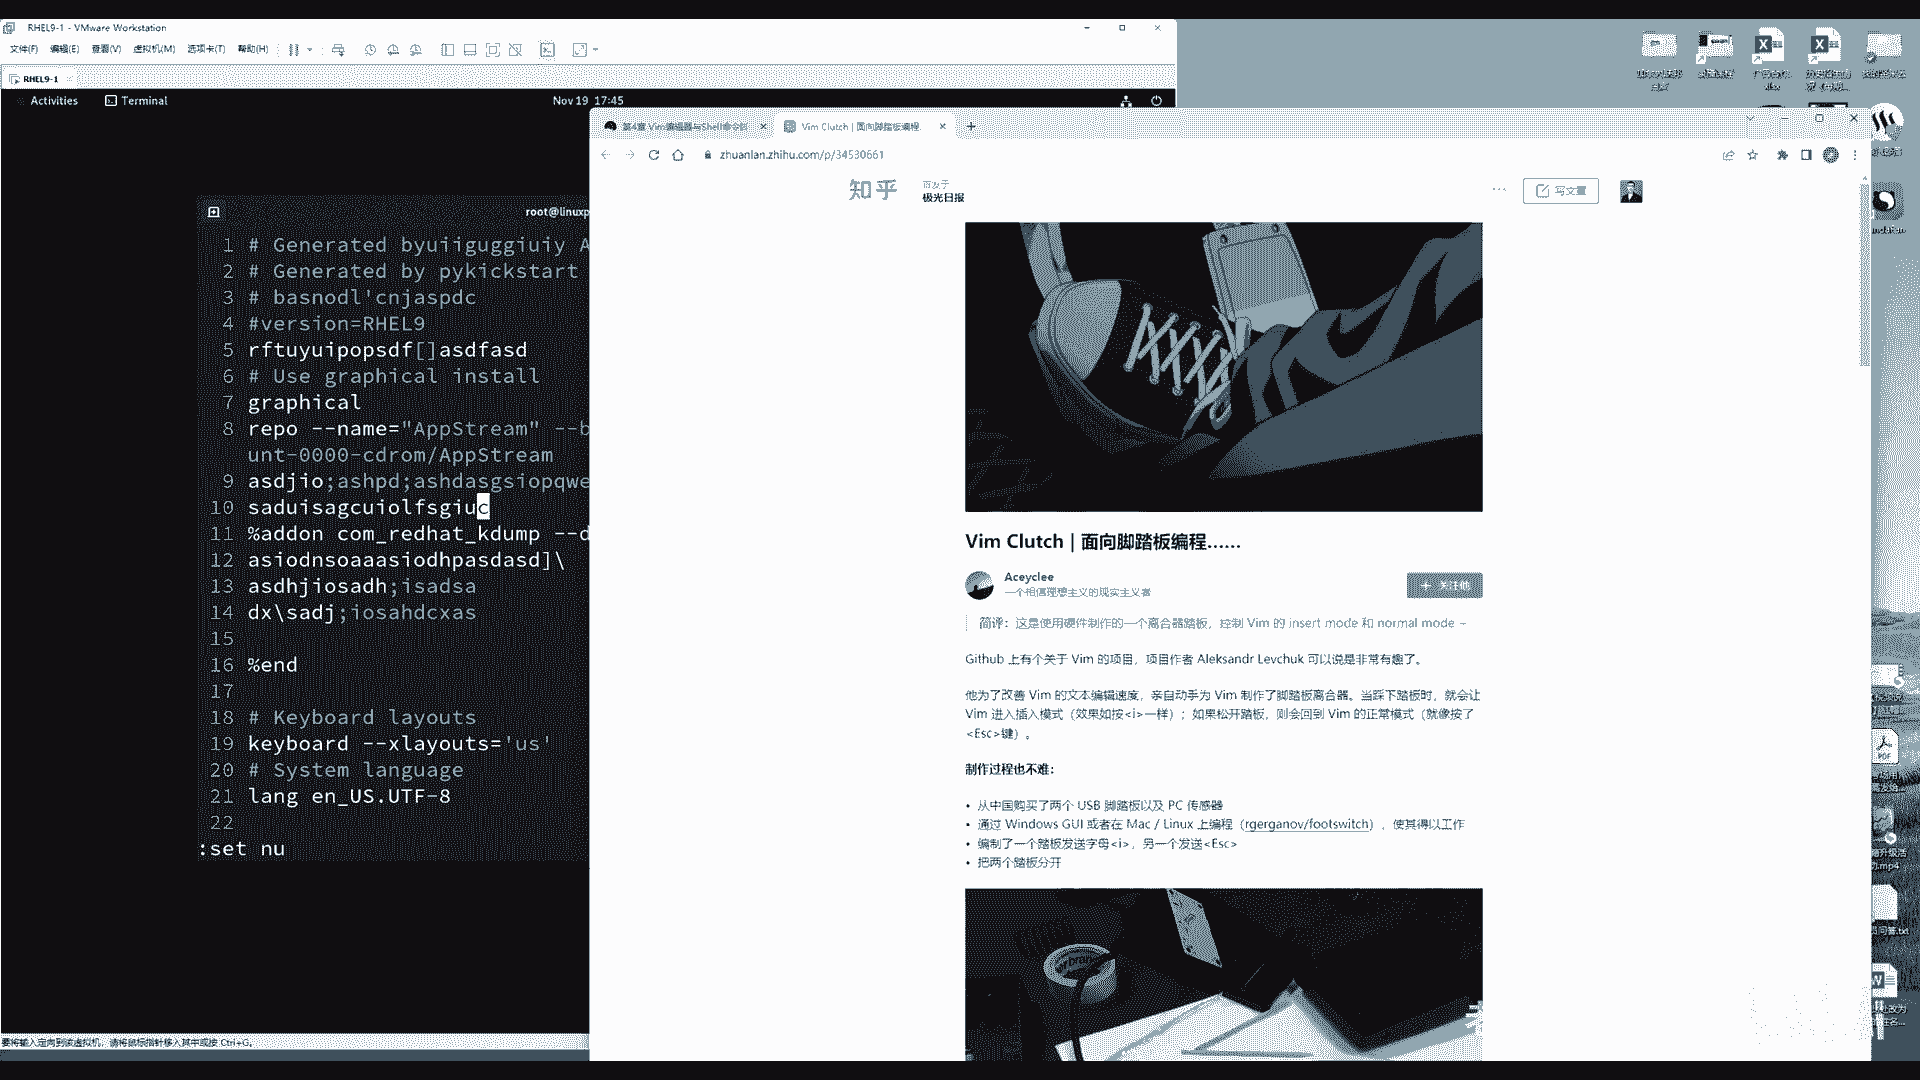 RHEL9-1 - VMware Workstation
文件(F) 编辑(E) 查看(V) 虚拟机(M) 选项卡(T) 帮助(H)
RHEL9-1
Activities Terminal Nov 19 17:45
root@linuxp
1 # Generated byuiiguggiuiy A
2 # Generated by pykickstart
3 # basnodl'cnjaspdc
4 #version=RHEL9
5 rftuyuipopsdf[]asdfasd
6 # Use graphical install
7 graphical
8 repo --name="AppStream" --b
unt-0000-cdrom/AppStream
9 asdjio;ashpd;ashdasgsiopqwe
10 saduisagcuiolfsgiuc
11 %addon com_redhat_kdump --d
12 asiodnsoaaasiodhpasdasd]\
13 asdhjiosadh;isadsa
14 dx\sadj;iosahdcxas
15
16 %end
17
18 # Keyboard layouts
19 keyboard --xlayouts='us'
20 # System language
21 lang en_US.UTF-8
22
:set nu
要将输入定向到该虚拟机，请将鼠标指针移入其中或按 Ctrl+G。
第4章 Vim编辑器与Shell命令
Vim Clutch | 面向脚踏板编程
zhuanlan.zhihu.com/p/34530661
知乎
首发于
极光日报
写文章
Vim Clutch | 面向脚踏板编程……
Aceyclee
一个相信理想主义的现实主义者
关注他
简评：这是使用硬件制作的一个离合器踏板，控制 Vim 的 insert mode 和 normal mode ~
Github 上有个关于 Vim 的项目，项目作者 Aleksandr Levchuk 可以说是非常有趣了。
他为了改善 Vim 的文本编辑速度，亲自动手为 Vim 制作了脚踏板离合器。当踩下踏板时，就会让
Vim 进入插入模式（效果如按<i>一样）；如果松开踏板，则会回到 Vim 的正常模式（就像按了
<Esc>键）。
制作过程也不难：
• 从中国购买了两个 USB 脚踏板以及 PC 传感器
• 通过 Windows GUI 或者在 Mac / Linux 上编程（rgerganov/footswitch），使其得以工作
• 编制了一个踏板发送字母<i>，另一个发送<Esc>
• 把两个踏板分开
PDF